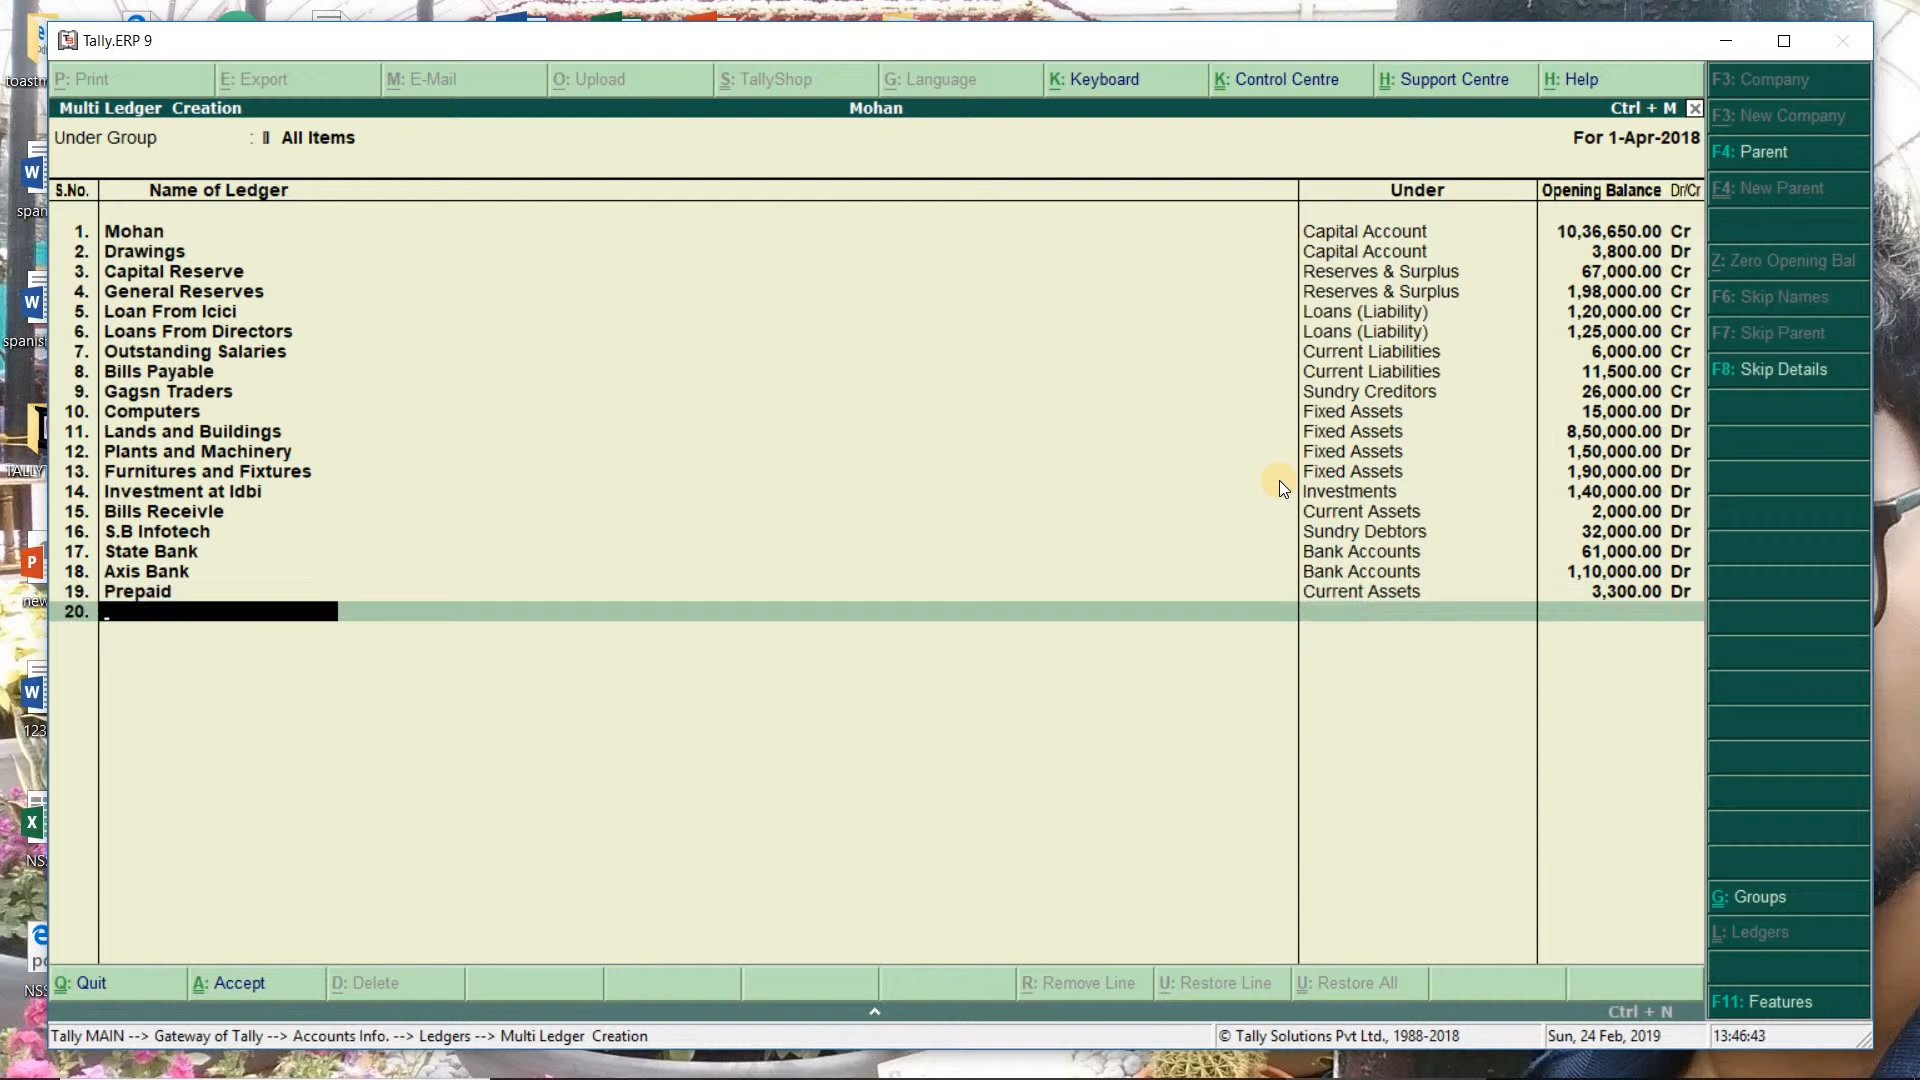 Tally.ERP 9
P: Print E: Export M: E-Mail O: Upload S: TallyShop G: Language K: Keyboard K: Control Centre H: Support Centre H: Help F3: Company
Multi Ledger Creation Mohan Ctrl + M
F3: New Company
Under Group : All Items For 1-Apr-2018
F4: Parent
F4: New Parent
S.No. Name of Ledger Under Opening Balance Dr/Cr
1. Mohan Capital Account 10,36,650.00 Cr
2. Drawings Capital Account 3,800.00 Dr
Z: Zero Opening Bal
3. Capital Reserve Reserves & Surplus 67,000.00 Cr
4. General Reserves Reserves & Surplus 1,98,000.00 Cr
F6: Skip Names
5. Loan From Icici Loans (Liability) 1,20,000.00 Cr
6. Loans From Directors Loans (Liability) 1,25,000.00 Cr
F7: Skip Parent
7. Outstanding Salaries Current Liabilities 6,000.00 Cr
8. Bills Payable Current Liabilities 11,500.00 Cr
F8: Skip Details
9. Gagsn Traders Sundry Creditors 26,000.00 Cr
10. Computers Fixed Assets 15,000.00 Dr
11. Lands and Buildings Fixed Assets 8,50,000.00 Dr
12. Plants and Machinery Fixed Assets 1,50,000.00 Dr
13. Furnitures and Fixtures Fixed Assets 1,90,000.00 Dr
14. Investment at Idbi Investments 1,40,000.00 Dr
15. Bills Receivle Current Assets 2,000.00 Dr
16. S.B Infotech Sundry Debtors 32,000.00 Dr
17. State Bank Bank Accounts 61,000.00 Dr
18. Axis Bank Bank Accounts 1,10,000.00 Dr
19. Prepaid Current Assets 3,300.00 Dr
20.
G: Groups
L: Ledgers
Q: Quit A: Accept D: Delete R: Remove Line U: Restore Line U: Restore All
F11: Features
Ctrl + N
Tally MAIN --> Gateway of Tally --> Accounts Info. --> Ledgers --> Multi Ledger Creation © Tally Solutions Pvt Ltd., 1988-2018 Sun, 24 Feb, 2019 13:46:43